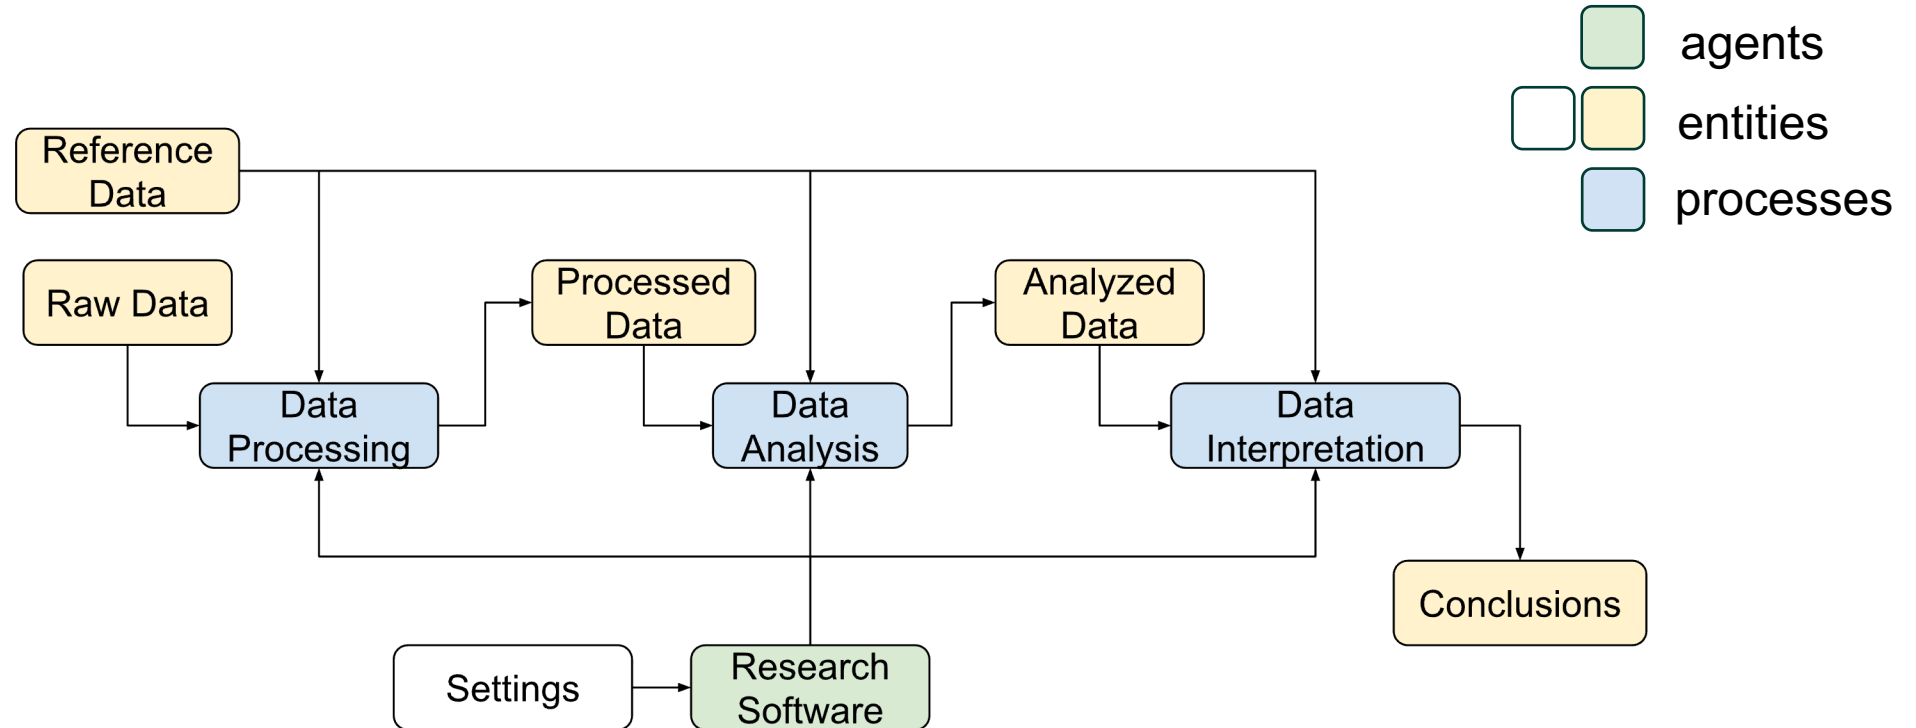 agents
entities
processes
Reference
Data
Raw Data
Processed
Data
Analyzed
Data
Data
Processing
Data
Analysis
Data
Interpretation
Conclusions
Settings
Research
Software